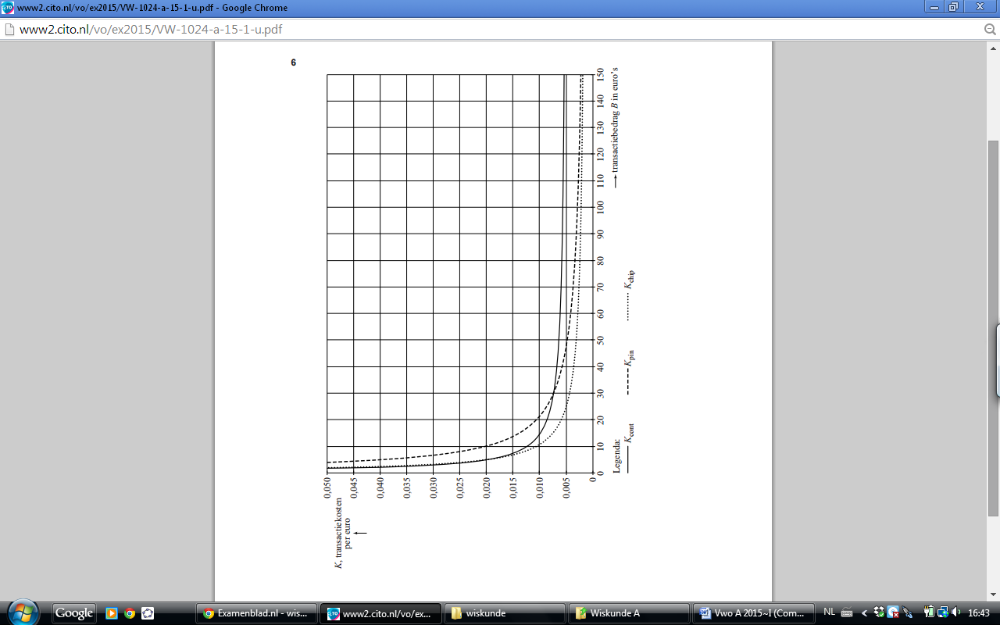 www2.cito.nl/vo/ex2015/VW-1024-a-15-1-u.pdf - Google Chrome
www2.cito.nl/vo/ex2015/VW-1024-a-15-1-u.pdf
6
K, transactiekosten
per euro
0,050
0,045
0,040
0,035
0,030
0,025
0,020
0,015
0,010
0,005
0
0 10 20 30 40 50 60 70 80 90 100 110 120 130 140 150
transactiebedrag B in euro's
Legenda:
Kcont Kpin Kchip
Google
Examenblad.nl - wis...
CITO
www2.cito.nl/vo/ex...
wiskunde
Wiskunde A
Vwo A 2015~I (Com...
NL
16:43